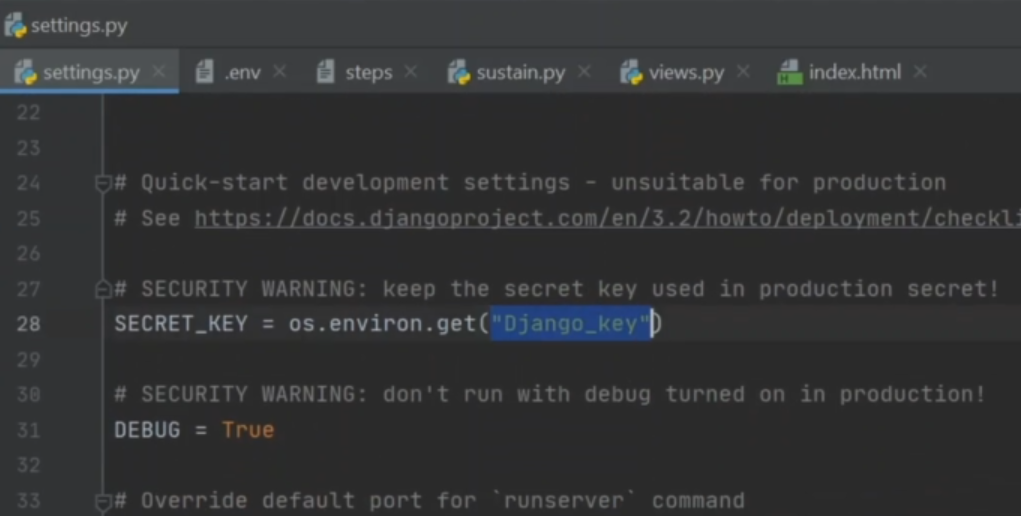 settings.py
settings.py .env steps sustain.py views.py index.html
22
23
24 # Quick-start development settings - unsuitable for production
25 # See https://docs.djangoproject.com/en/3.2/howto/deployment/checkli
26
27 # SECURITY WARNING: keep the secret key used in production secret!
28 SECRET_KEY = os.environ.get("Django_key")
29
30 # SECURITY WARNING: don't run with debug turned on in production!
31 DEBUG = True
32
33 # Override default port for `runserver` command